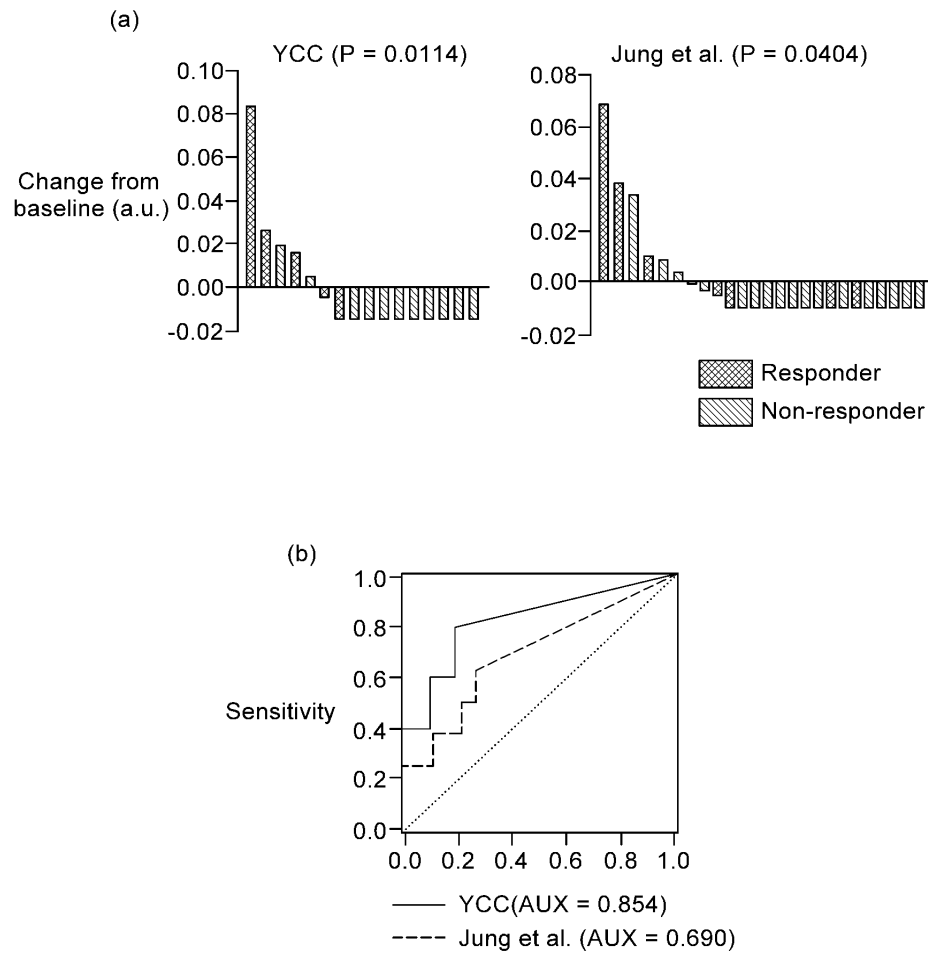 (a)
YCC (P = 0.0114)
0.10
0.08
0.06
0.04
0.02
0.00
-0.02
Change from
baseline (a.u.)
Jung et al. (P = 0.0404)
0.08
0.06
0.04
0.02
0.00
-0.02
Responder
Non-responder
(b)
1.0
0.8
0.6
0.4
0.2
0.0
Sensitivity
0.0 0.2 0.4 0.6 0.8 1.0
YCC(AUX = 0.854)
Jung et al. (AUX = 0.690)